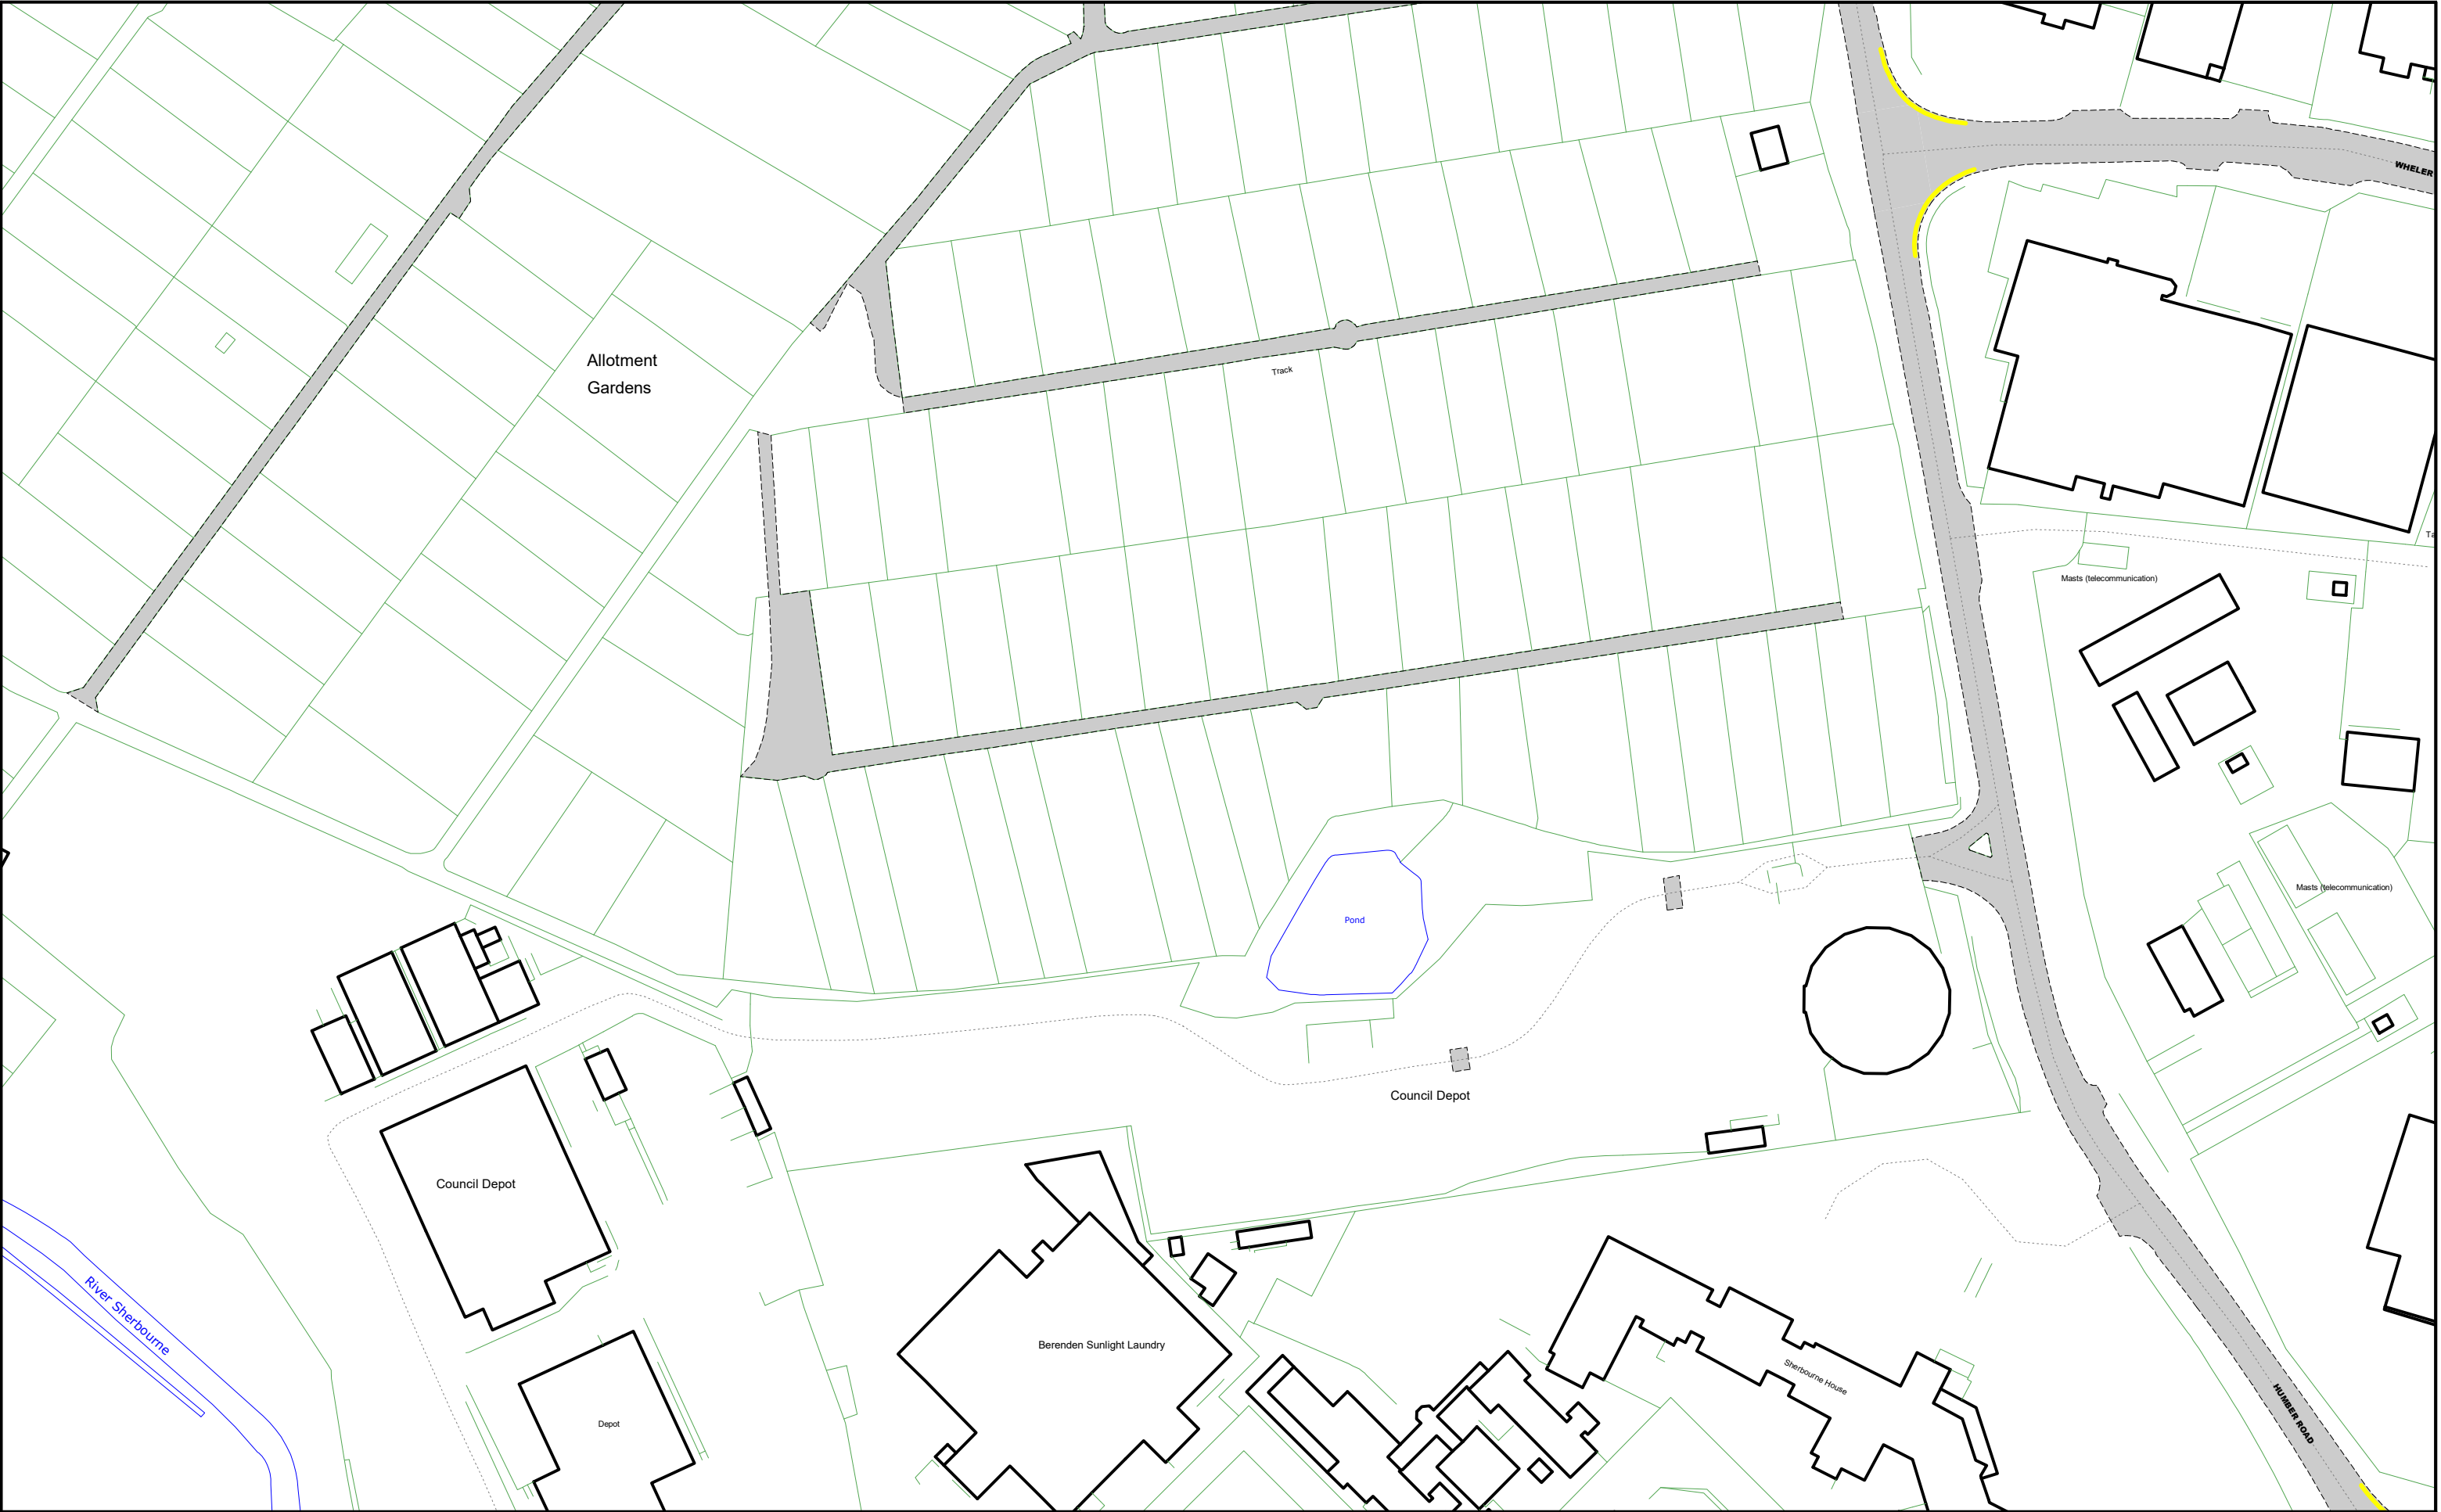 WHELER
Allotment
Gardens
Track
Masts (telecommunication)
Masts (telecommunication)
Pond
Council Depot
Council Depot
River Sherbourne
Berenden Sunlight Laundry
Sherbourne House
Depot
HUMBER ROAD